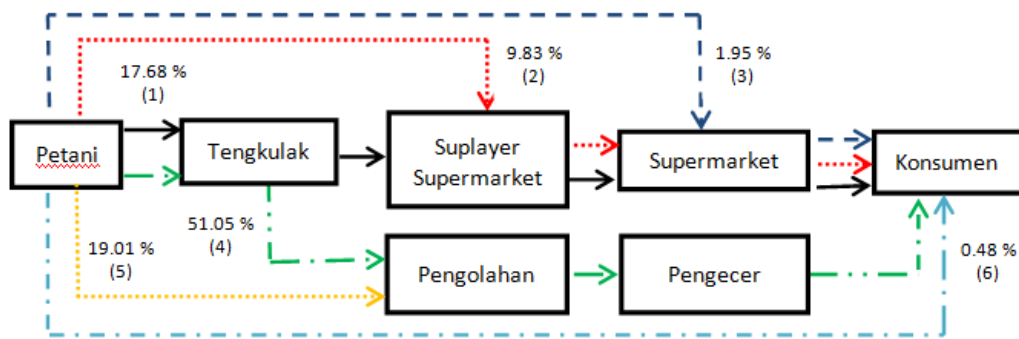 9.83 %
(2)
1.95 %
(3)
17.68 %
(1)
Petani
Tengkulak
Suplayer
Supermarket
Supermarket
Konsumen
51.05 %
(4)
19.01 %
(5)
Pengolahan
Pengecer
0.48 %
(6)